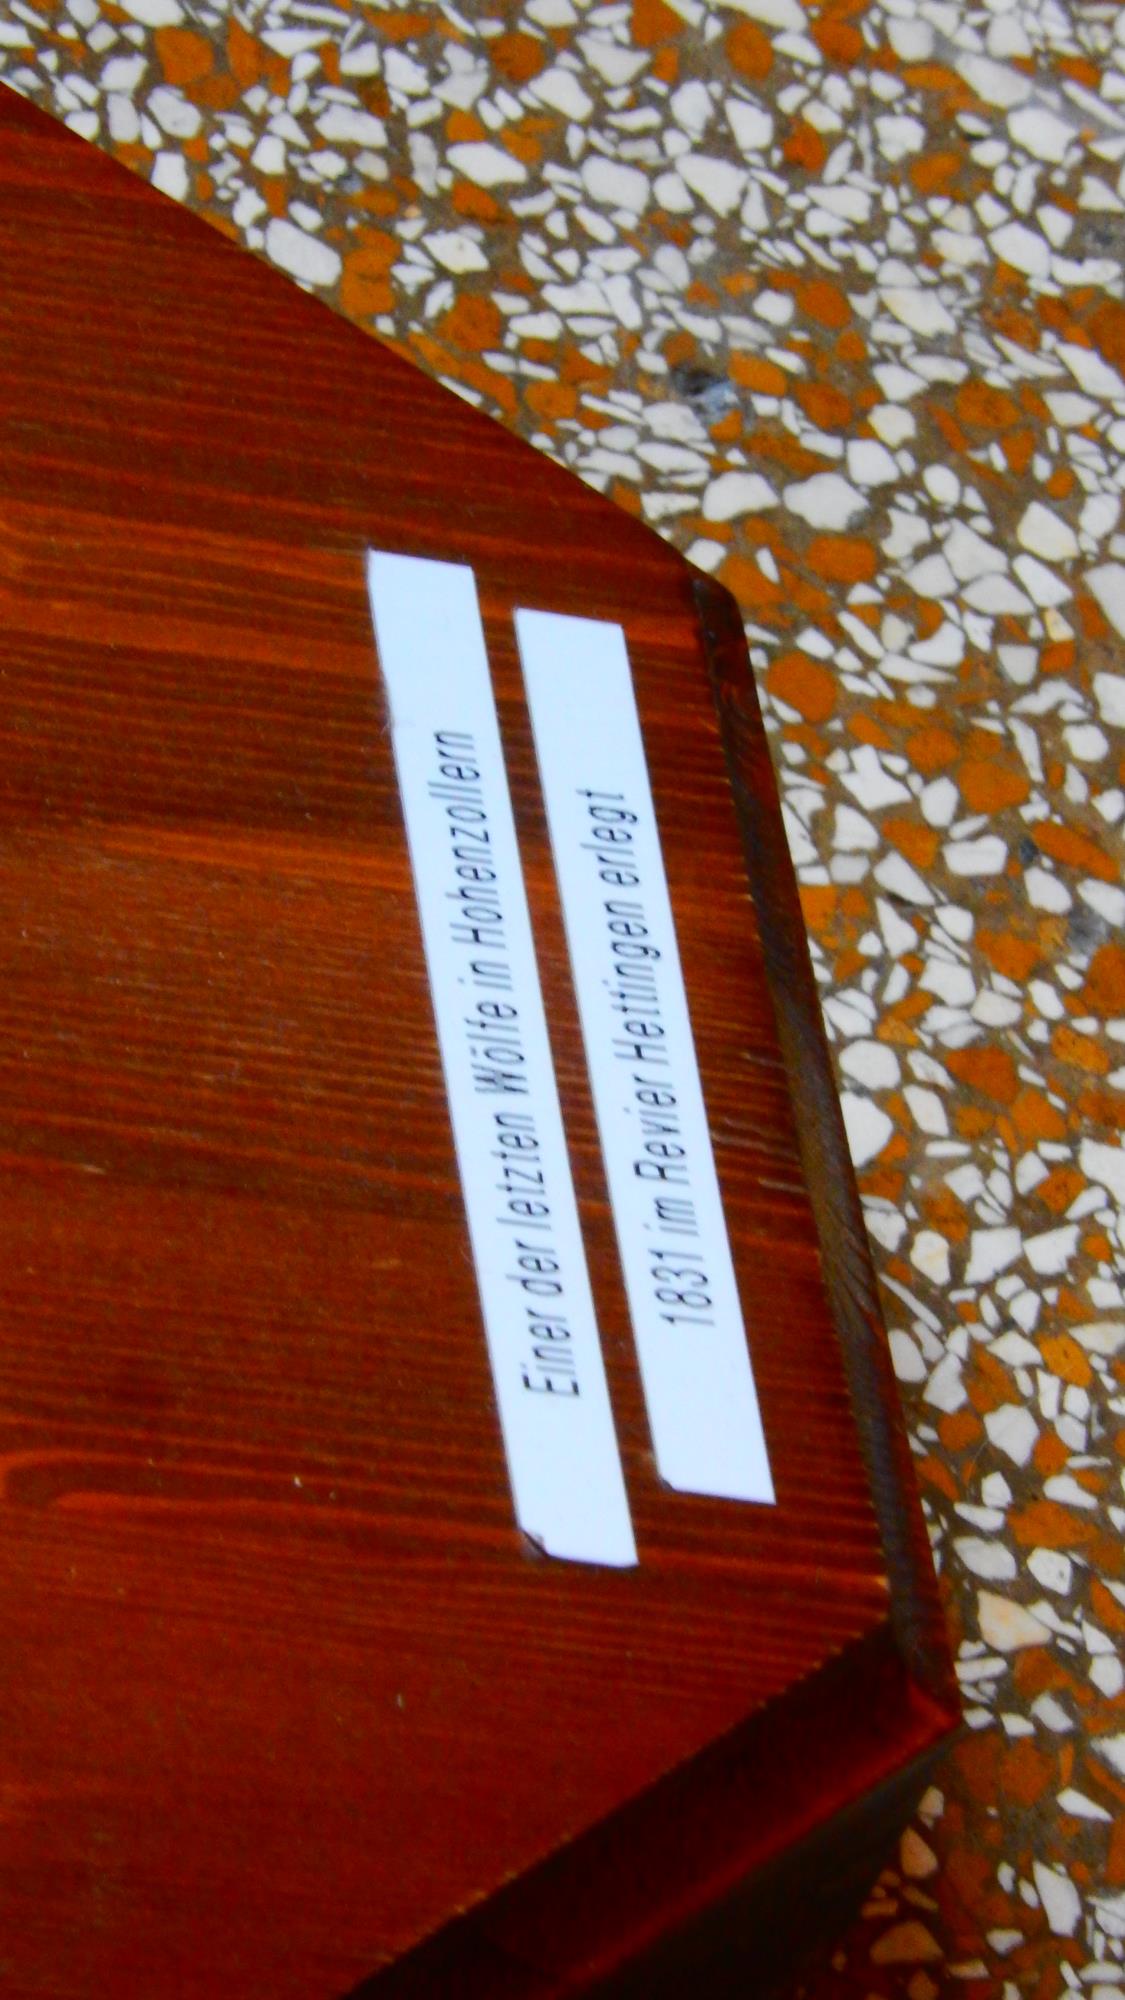 Einer der letzten Wölfe in Hohenzollern
1831 im Revier Hettingen erlegt